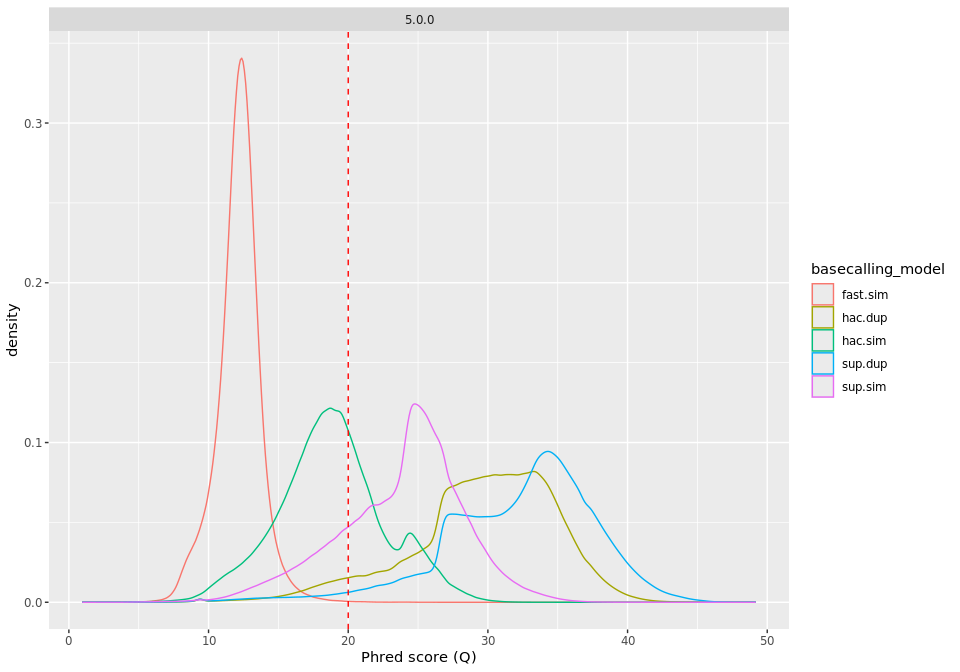 5.0.0
density
0.3
0.2
0.1
0.0
0 10 20 30 40 50
Phred score (Q)
basecalling_model
fast.sim
hac.dup
hac.sim
sup.dup
sup.sim